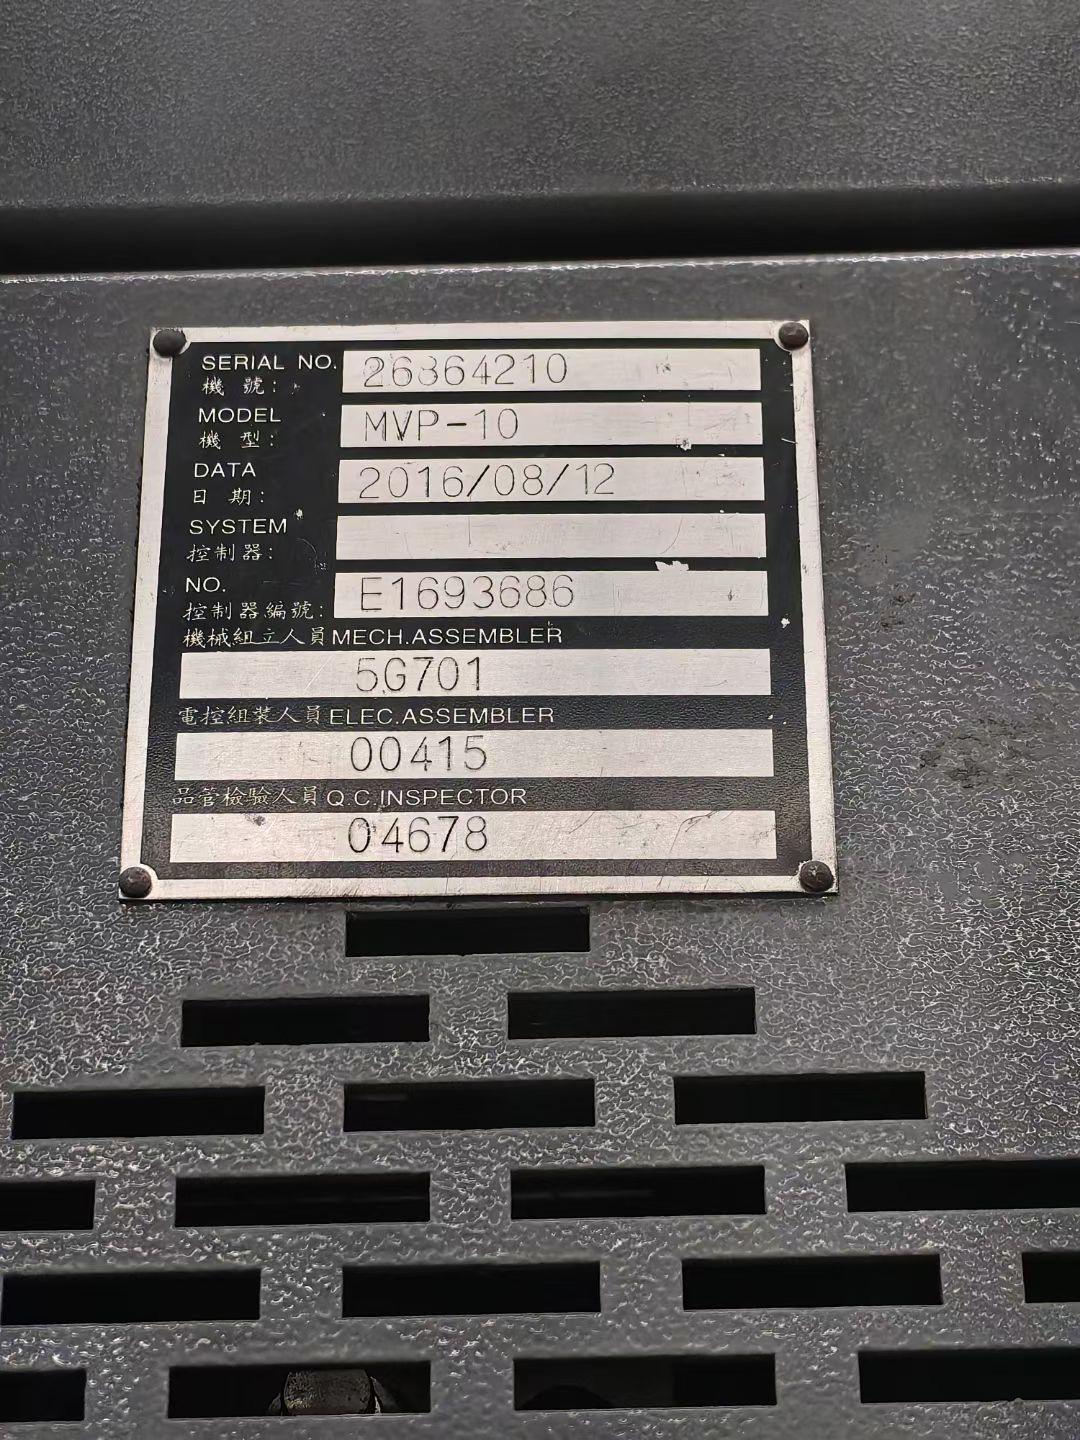 SERIAL NO. 26864210
機 號:
MODEL MVP-10
機 型:
DATA 2016/08/12
日 期:
SYSTEM
控制器:
NO. E1693686
控制器編號:
機械組立人員 MECH.ASSEMBLER
5G701
電控組裝人員 ELEC.ASSEMBLER
00415
品管檢驗人員 Q.C.INSPECTOR
04678